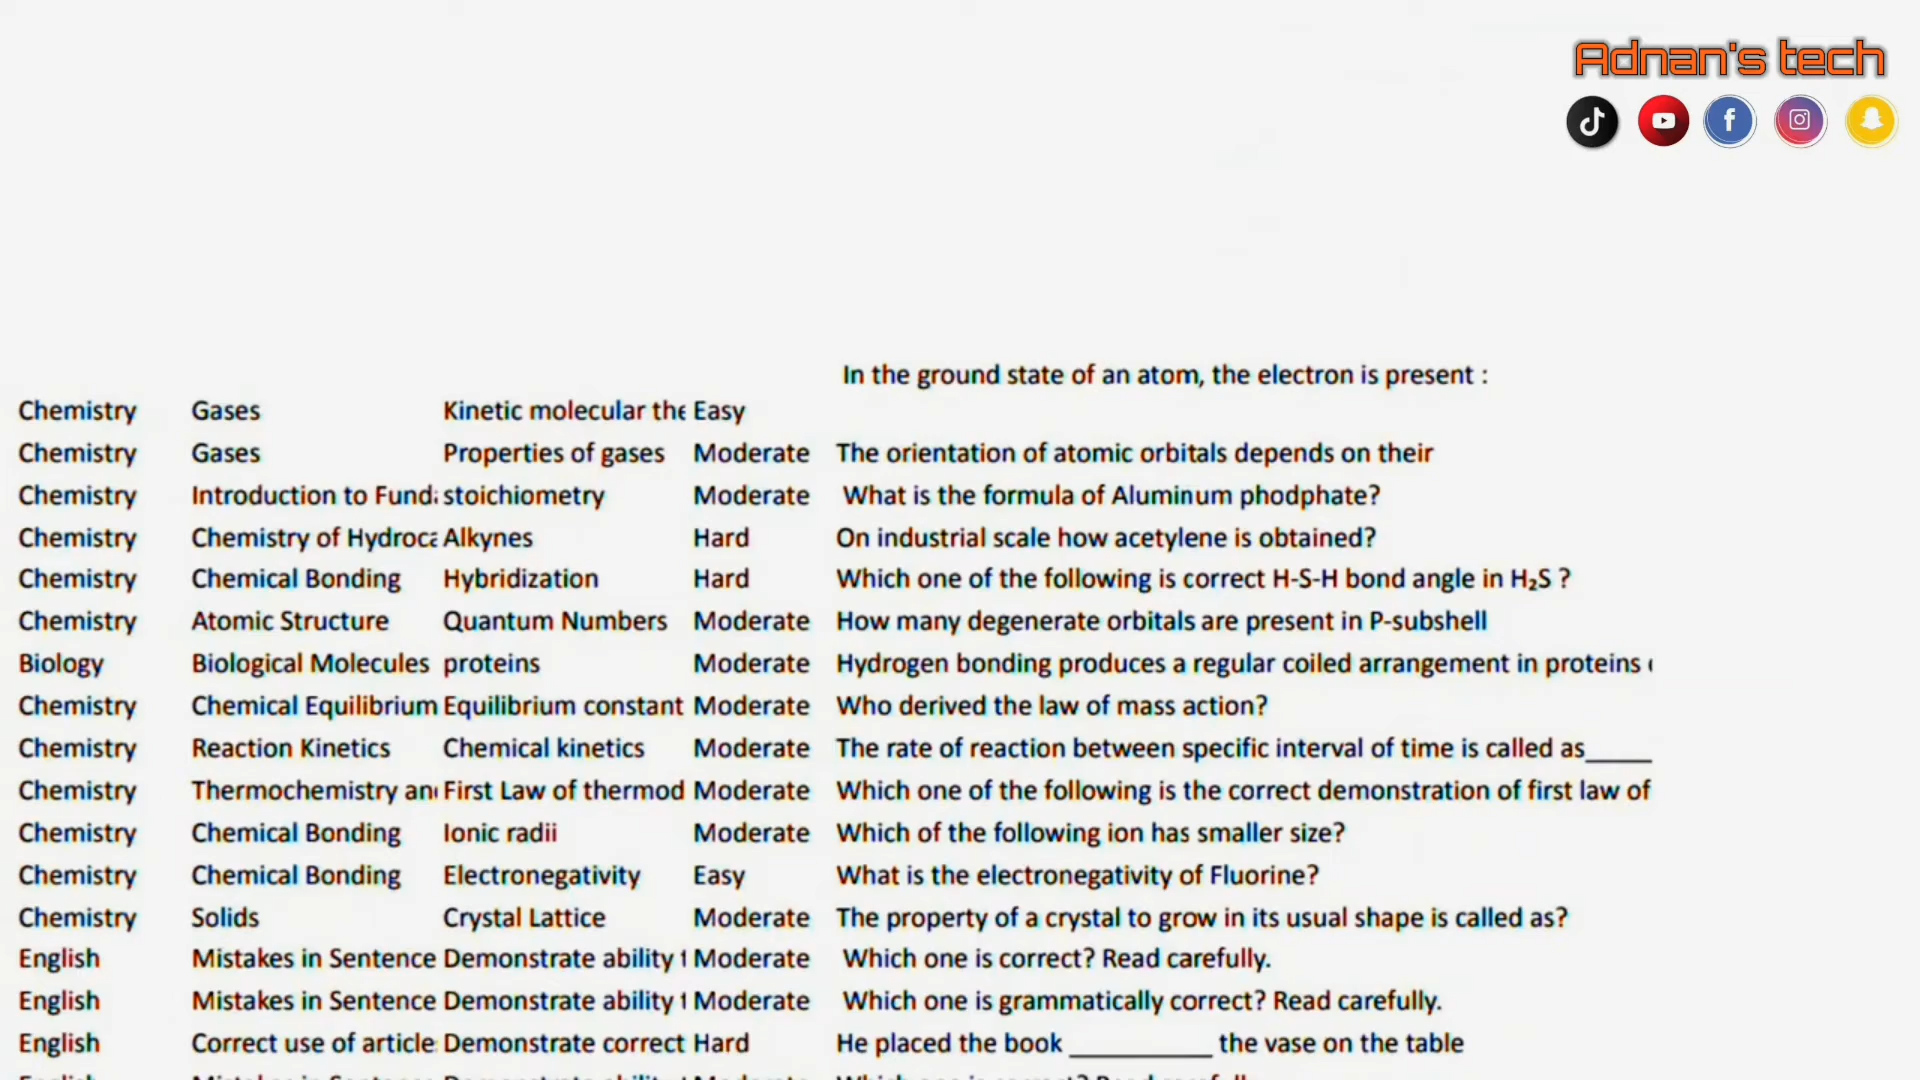 Adnan's tech
In the ground state of an atom, the electron is present :
Chemistry Gases Kinetic molecular the Easy
Chemistry Gases Properties of gases Moderate The orientation of atomic orbitals depends on their
Chemistry Introduction to Funda stoichiometry Moderate What is the formula of Aluminum phodphate?
Chemistry Chemistry of Hydroca Alkynes Hard On industrial scale how acetylene is obtained?
Chemistry Chemical Bonding Hybridization Hard Which one of the following is correct H-S-H bond angle in H₂S ?
Chemistry Atomic Structure Quantum Numbers Moderate How many degenerate orbitals are present in P-subshell
Biology Biological Molecules proteins Moderate Hydrogen bonding produces a regular coiled arrangement in proteins
Chemistry Chemical Equilibrium Equilibrium constant Moderate Who derived the law of mass action?
Chemistry Reaction Kinetics Chemical kinetics Moderate The rate of reaction between specific interval of time is called as_____
Chemistry Thermochemistry an First Law of thermod Moderate Which one of the following is the correct demonstration of first law of
Chemistry Chemical Bonding Ionic radii Moderate Which of the following ion has smaller size?
Chemistry Chemical Bonding Electronegativity Easy What is the electronegativity of Fluorine?
Chemistry Solids Crystal Lattice Moderate The property of a crystal to grow in its usual shape is called as?
English Mistakes in Sentence Demonstrate ability t Moderate Which one is correct? Read carefully.
English Mistakes in Sentence Demonstrate ability t Moderate Which one is grammatically correct? Read carefully.
English Correct use of article Demonstrate correct Hard He placed the book __________ the vase on the table